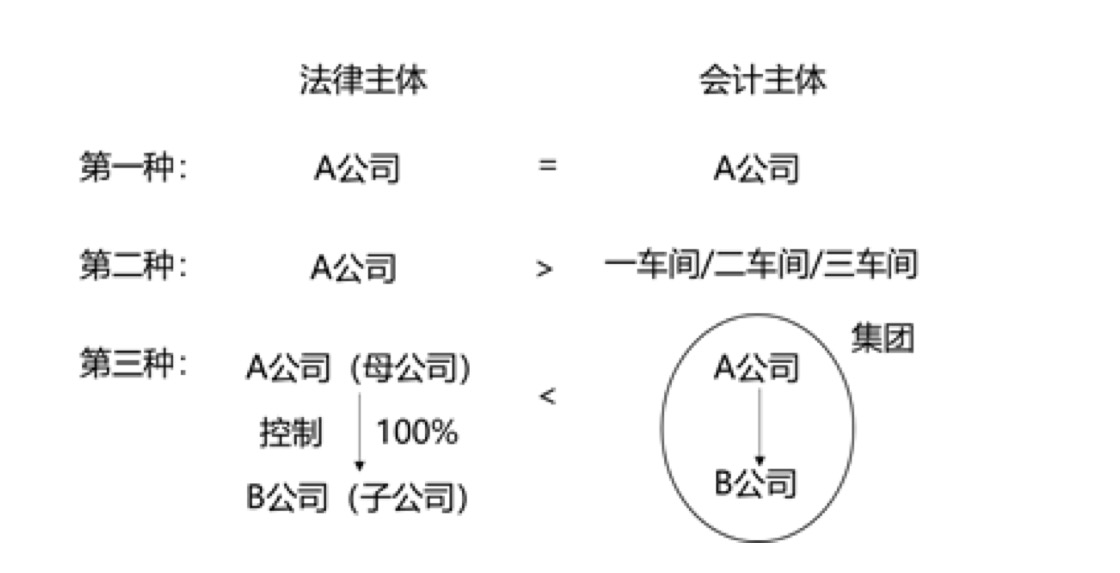 法律主体 会计主体
第一种： A公司 = A公司
第二种： A公司 > 一车间/二车间/三车间
集团
第三种： A公司（母公司） < A公司
控制 100%
B公司（子公司） B公司